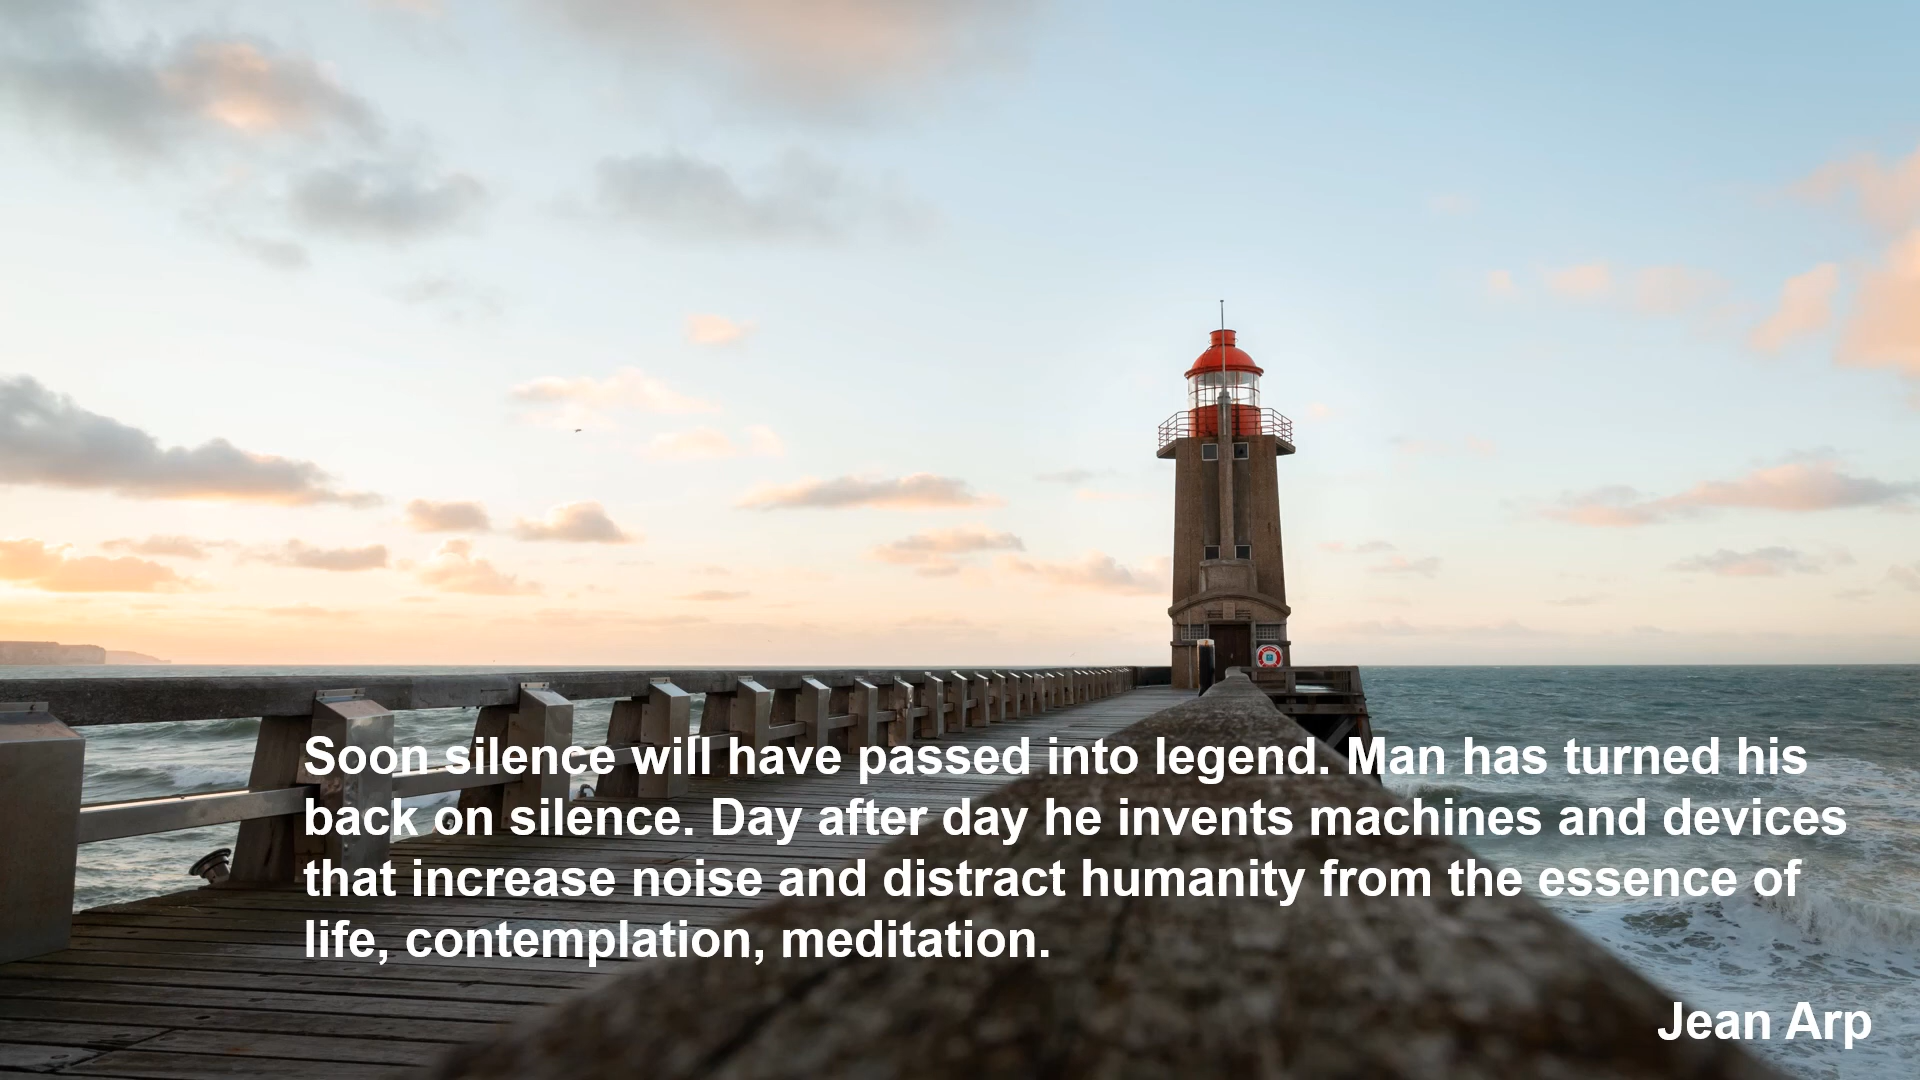 Soon silence will have passed into legend. Man has turned his
back on silence. Day after day he invents machines and devices
that increase noise and distract humanity from the essence of
life, contemplation, meditation.
Jean Arp